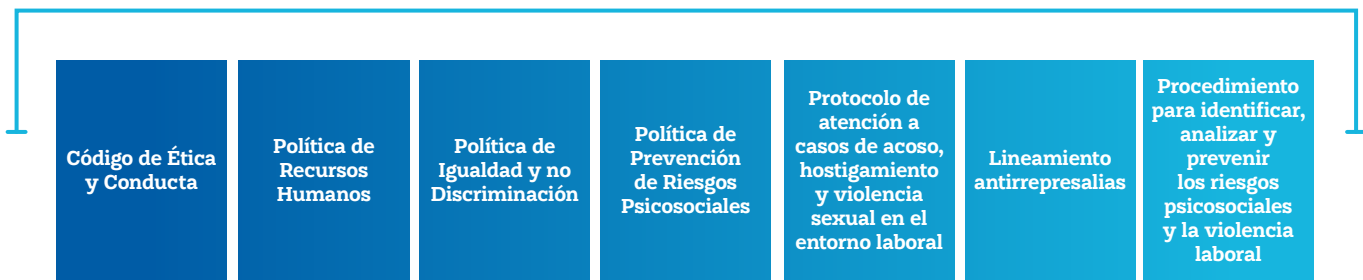 Código de Ética
y Conducta
Política de
Recursos
Humanos
Política de
Igualdad y no
Discriminación
Política de
Prevención
de Riesgos
Psicosociales
Protocolo de
atención a
casos de acoso,
hostigamiento
y violencia
sexual en el
entorno laboral
Lineamiento
antirrepresalias
Procedimiento
para identificar,
analizar y
prevenir
los riesgos
psicosociales
y la violencia
laboral